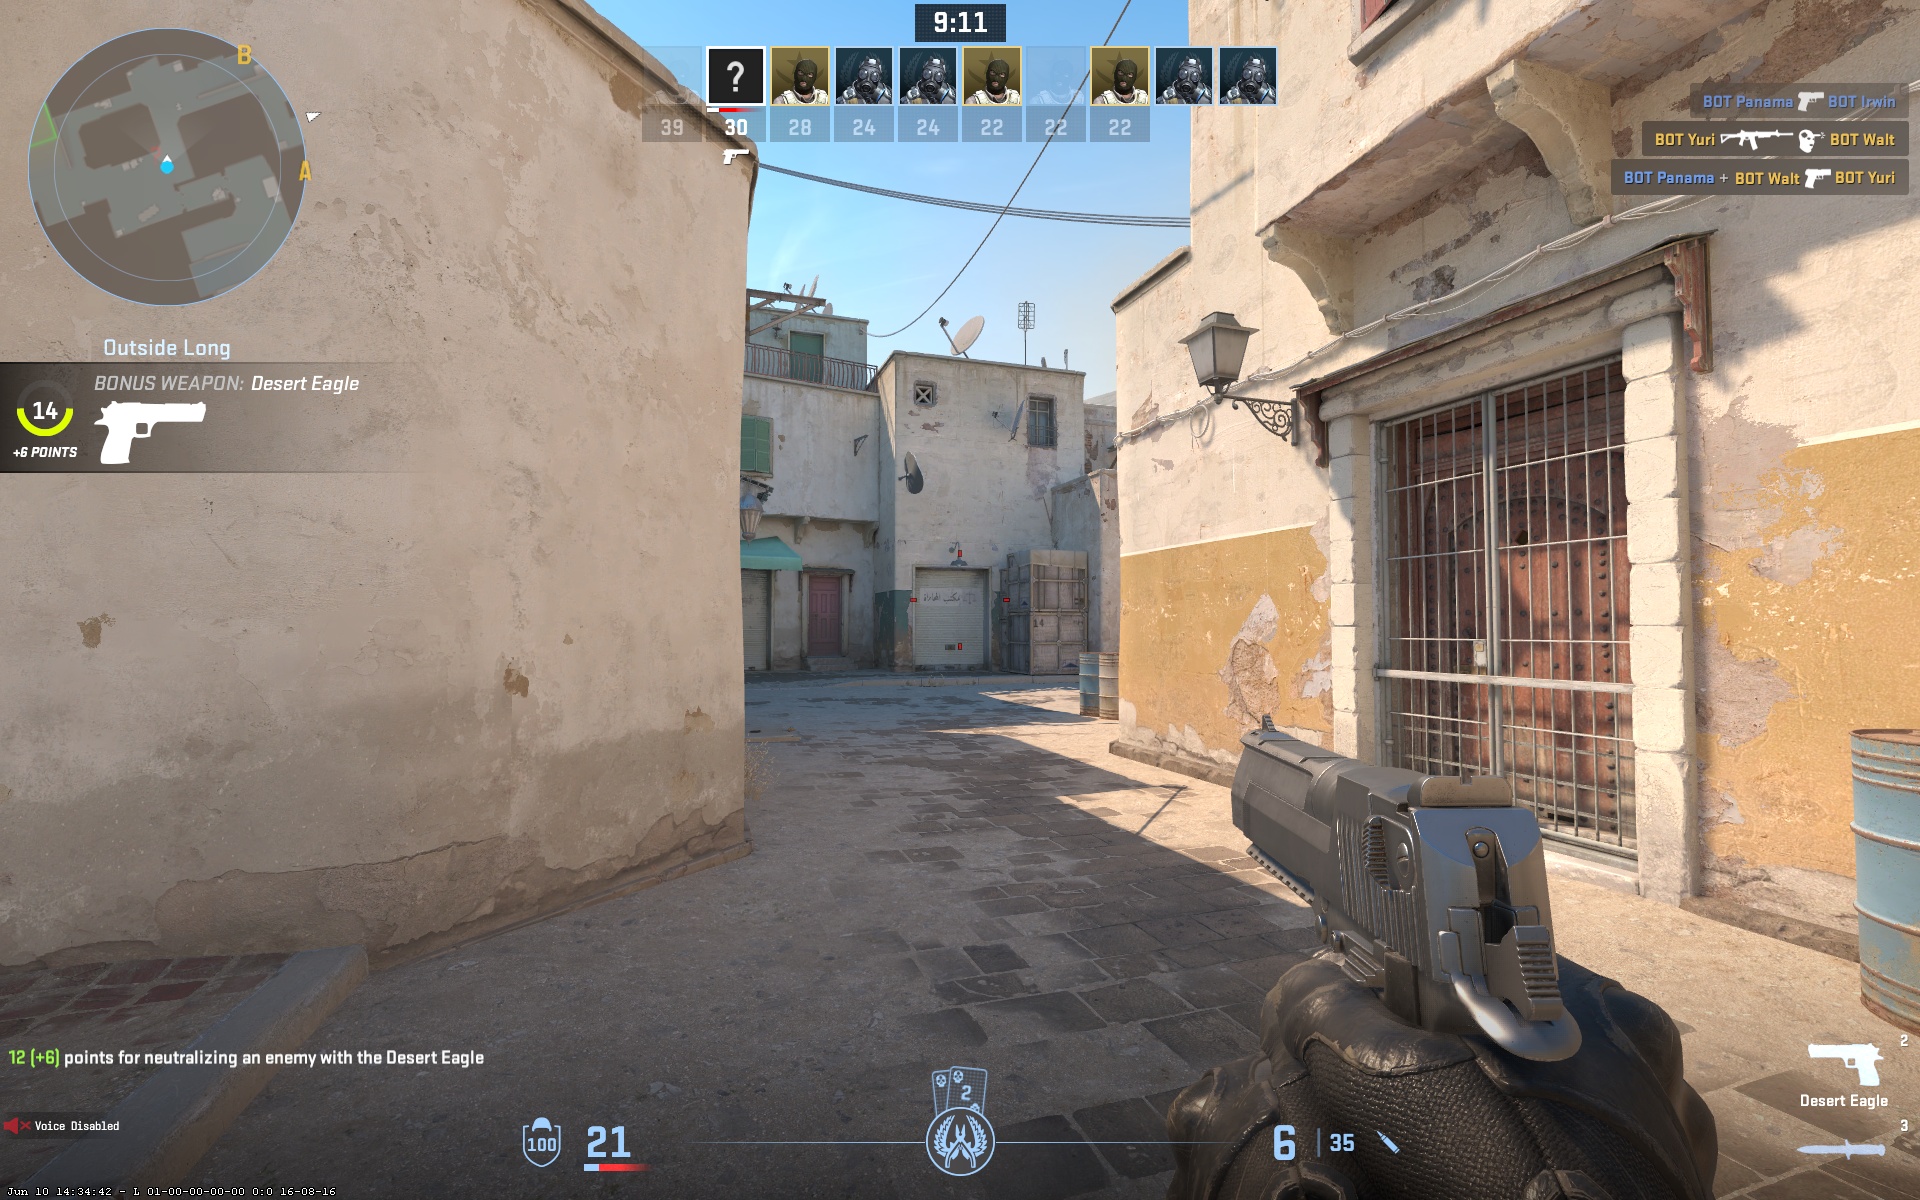 9:11
B
A
?
39 30 28 24 24 22 22 22
BOT Panama BOT Irwin
BOT Yuri BOT Walt
BOT Panama + BOT Walt BOT Yuri
Outside Long
BONUS WEAPON: Desert Eagle
14
+6 POINTS
14
12 (+6) points for neutralizing an enemy with the Desert Eagle
Voice Disabled
100
21
2
6 | 35
2
Desert Eagle
3
Jun 10 14:34:42 - L 01-00-00-00-00 0:0 16-08-16